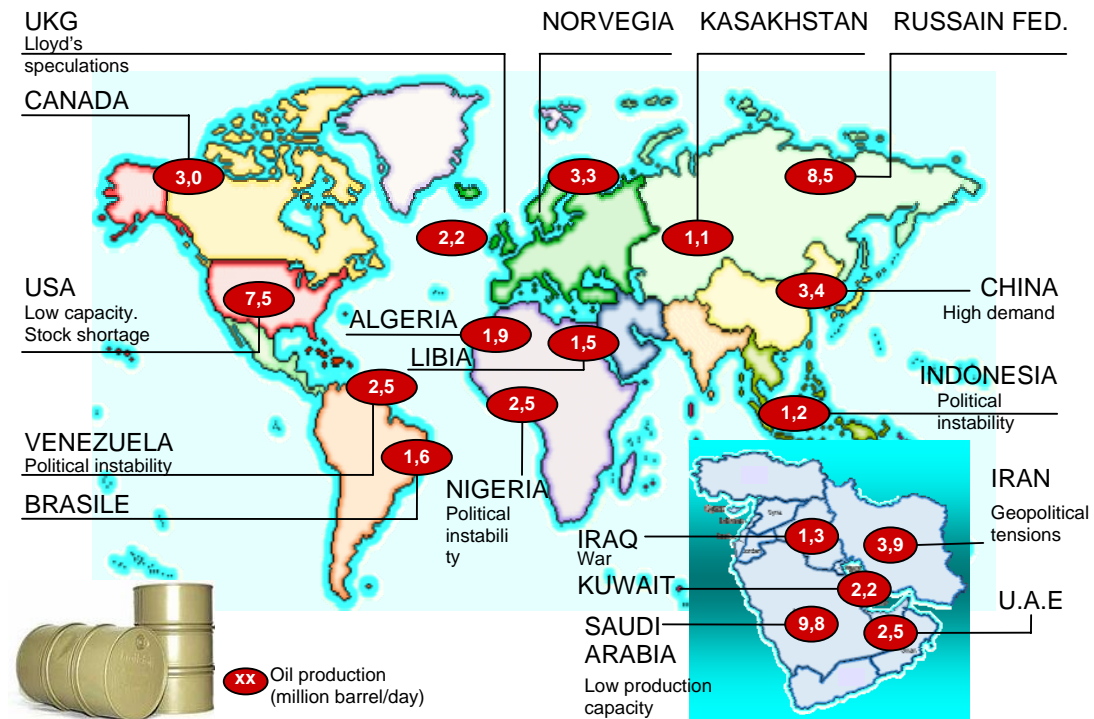 UKG
Lloyd's
speculations
NORVEGIA
KASAKHSTAN
RUSSAIN FED.
CANADA
3,0
3,3
8,5
2,2
1,1
USA
Low capacity.
Stock shortage
7,5
3,4
CHINA
High demand
ALGERIA
1,9
1,5
LIBIA
INDONESIA
Political
instability
1,2
2,5
2,5
VENEZUELA
Political instability
1,6
BRASILE
NIGERIA
Political
instabili
ty
IRAN
Geopolitical
tensions
Syria
IRAQ
War
1,3
3,9
KUWAIT
2,2
U.A.E
SAUDI
ARABIA
Low production
capacity
9,8
2,5
xx
Oil production
(million barrel/day)